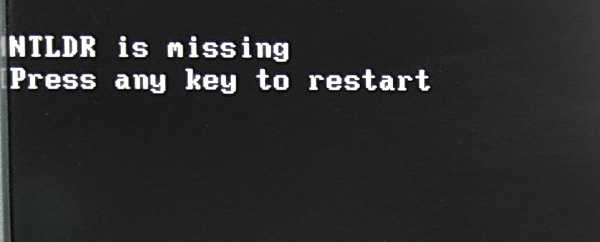 NTLDR is missing
Press any key to restart